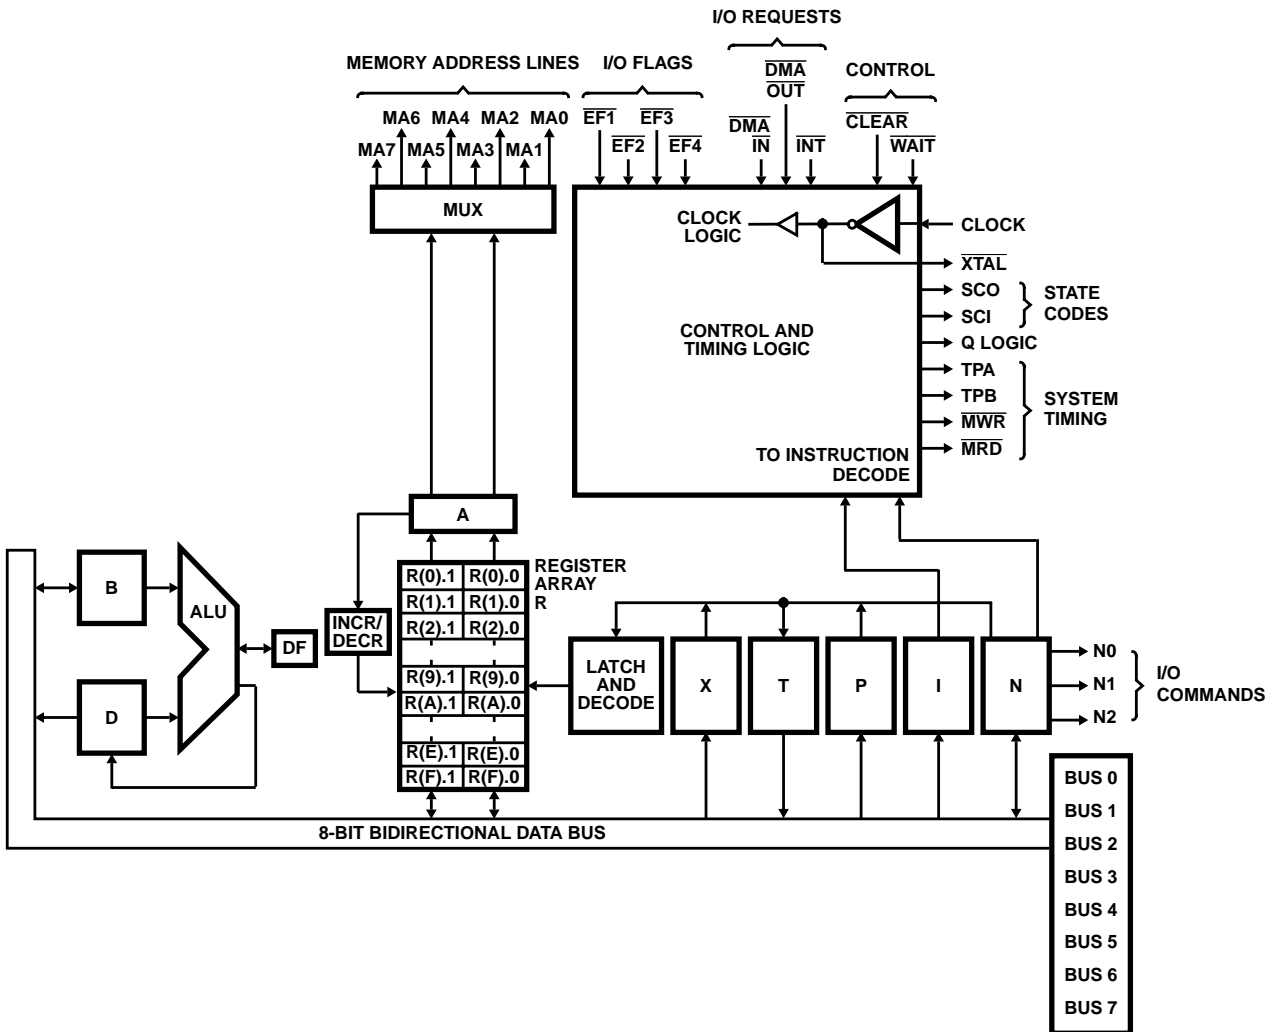 I/O REQUESTS
MEMORY ADDRESS LINES
I/O FLAGS
DMA
OUT
CONTROL
MA6
MA4
MA2
MA0
MA7
MA5
MA3
MA1
EF1
EF3
EF2
EF4
DMA
IN
INT
CLEAR
WAIT
MUX
CLOCK
LOGIC
CLOCK
XTAL
SCO
SCI
STATE
CODES
Q LOGIC
CONTROL AND
TIMING LOGIC
TPA
TPB
MWR
MRD
SYSTEM
TIMING
TO INSTRUCTION
DECODE
A
REGISTER
ARRAY
R
R(0).1
R(0).0
R(1).1
R(1).0
R(2).1
R(2).0
R(9).1
R(9).0
R(A).1
R(A).0
R(E).1
R(E).0
R(F).1
R(F).0
B
ALU
DF
D
INCR/
DECR
LATCH
AND
DECODE
X
T
P
I
N
N0
N1
N2
I/O
COMMANDS
8-BIT BIDIRECTIONAL DATA BUS
BUS 0
BUS 1
BUS 2
BUS 3
BUS 4
BUS 5
BUS 6
BUS 7